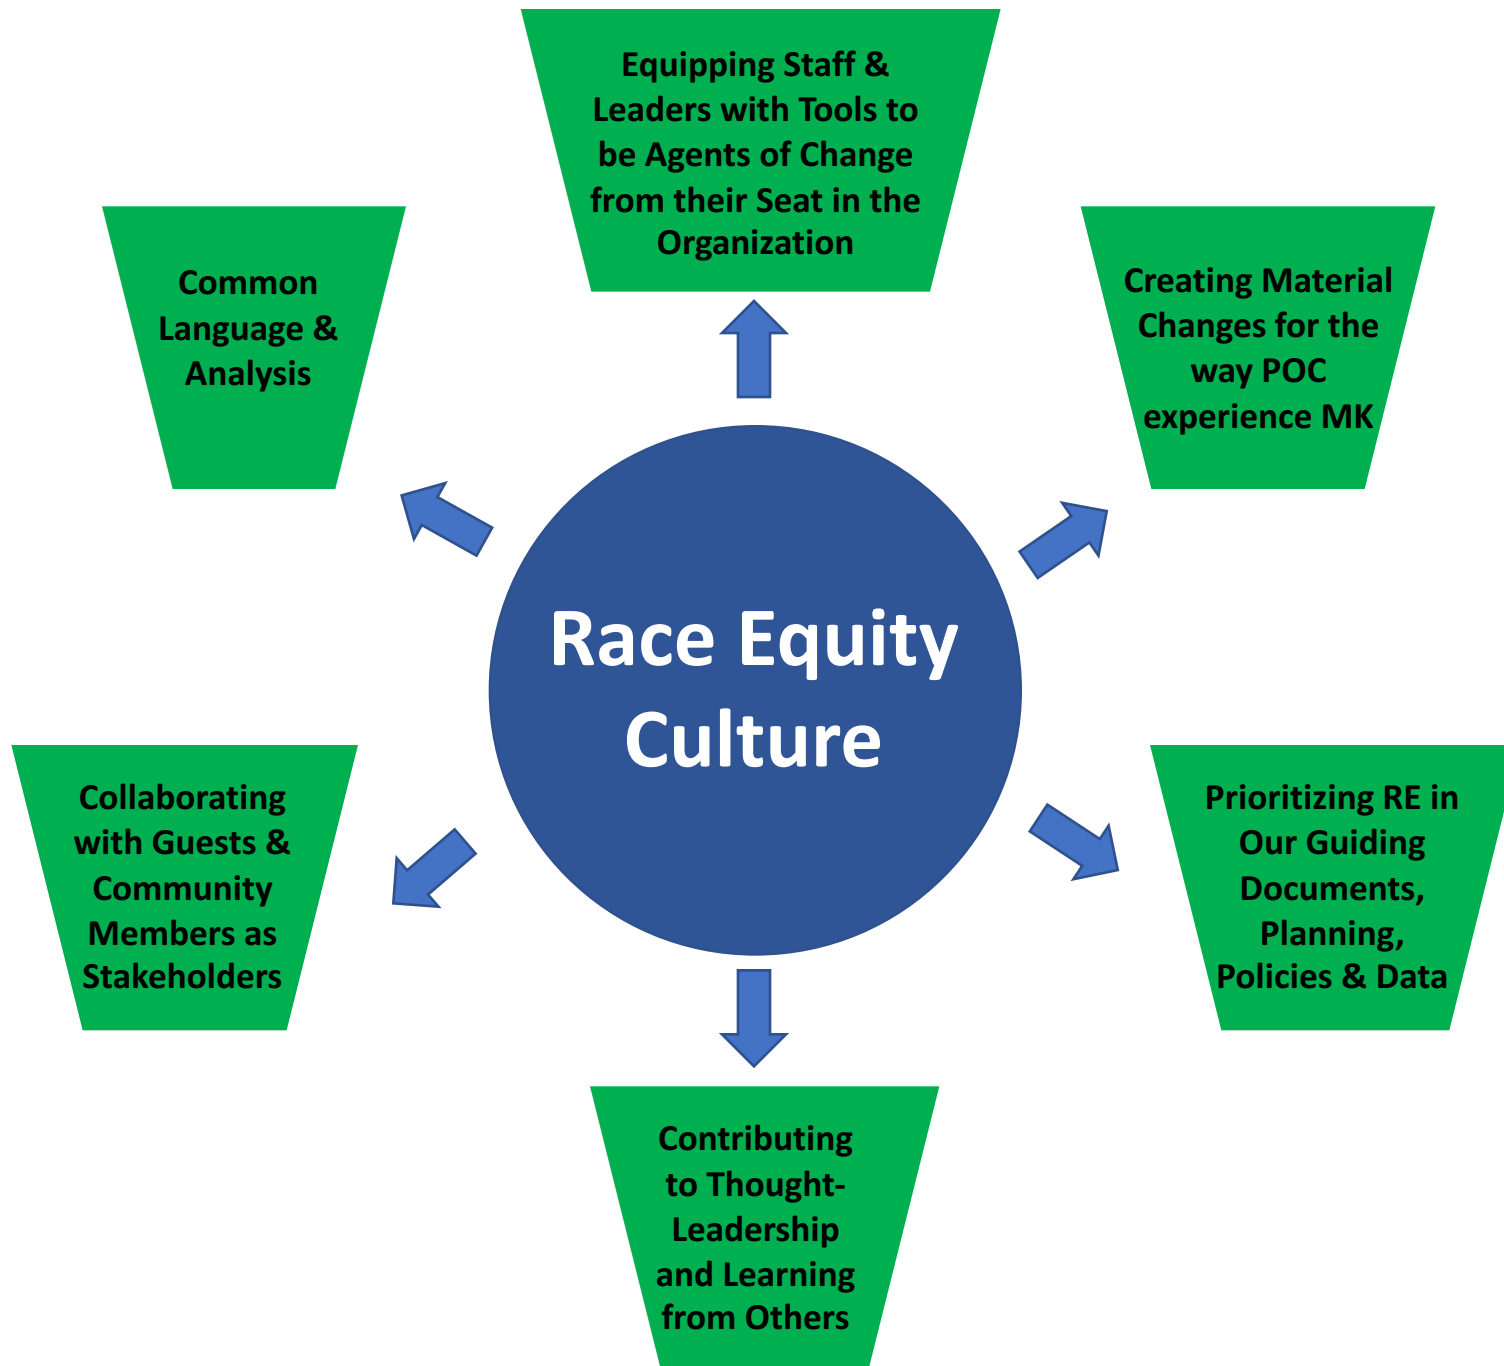 Equipping Staff &
Leaders with Tools to
be Agents of Change
from their Seat in the
Organization
Common
Language &
Analysis
Creating Material
Changes for the
way POC
experience MK
Race Equity
Culture
Collaborating
with Guests &
Community
Members as
Stakeholders
Prioritizing RE in
Our Guiding
Documents,
Planning,
Policies & Data
Contributing
to Thought-
Leadership
and Learning
from Others